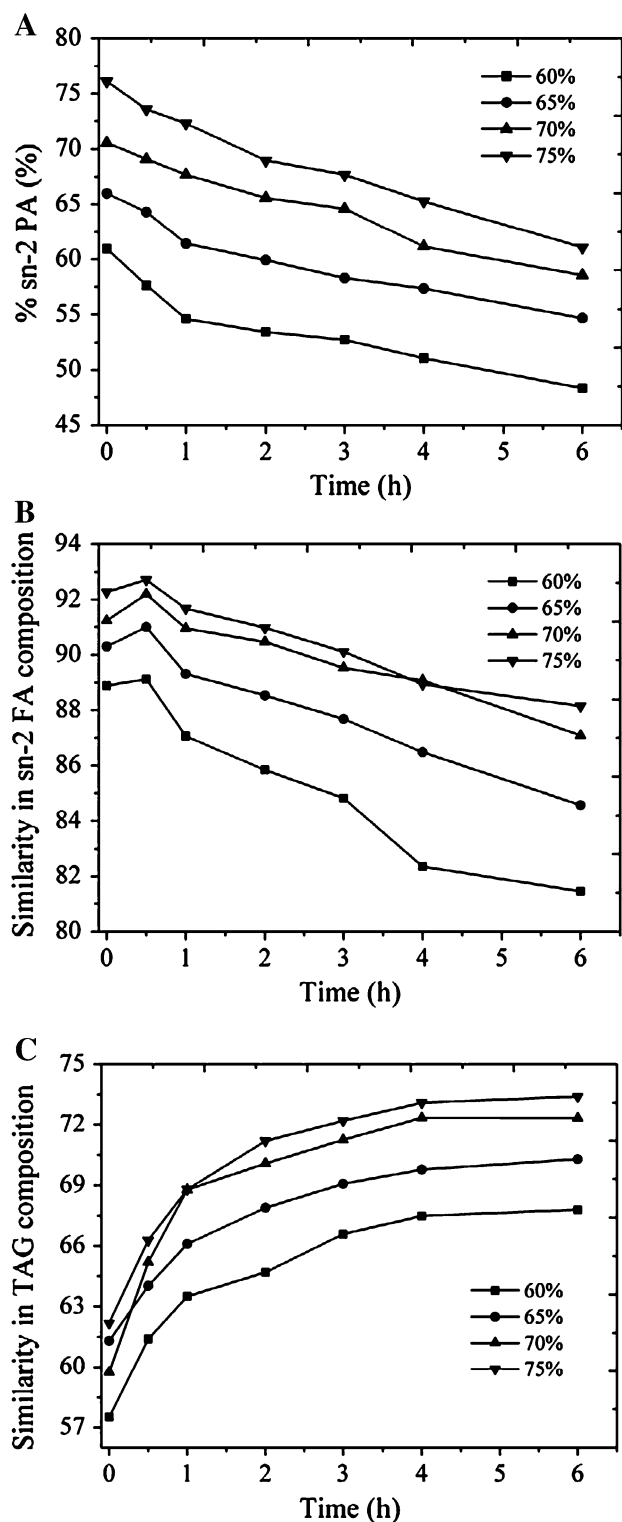 A
% sn-2 PA (%)
80
75
70
65
60
55
50
45
60%
65%
70%
75%
0 1 2 3 4 5 6
Time (h)
B
Similarity in sn-2 FA composition
94
92
90
88
86
84
82
80
60%
65%
70%
75%
0 1 2 3 4 5 6
Time (h)
C
Similarity in TAG composition
75
72
69
66
63
60
57
60%
65%
70%
75%
0 1 2 3 4 5 6
Time (h)